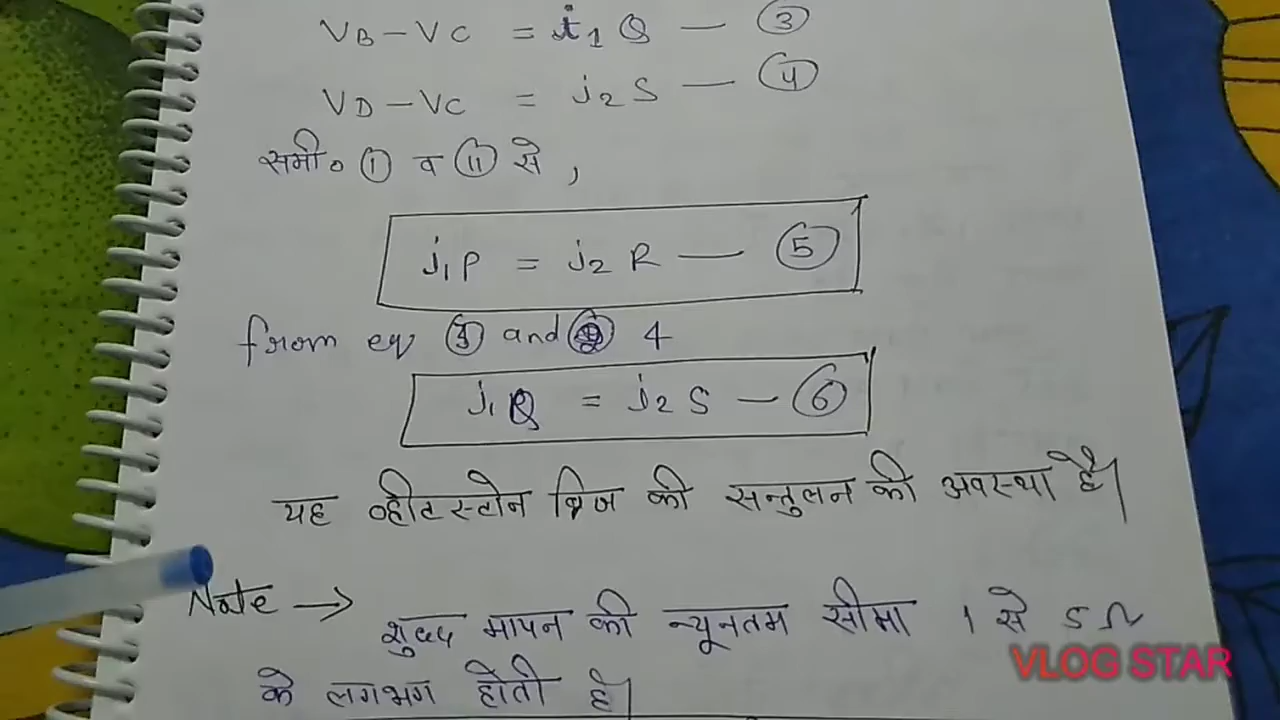 VB - VC = i1 Q — ③
VD - VC = i2 S — ④
समी० ① व ⑪ से ,
i1 P = i2 R — ⑤
from eq ③ and 4
i1 Q = i2 S — ⑥
यह व्हीटस्टोन ब्रिज की सन्तुलन की अवस्था है।
Note → शुध्द मापन की न्यूनतम सीमा 1 से 5 Ω
के लगभग होती है।
VLOG STAR